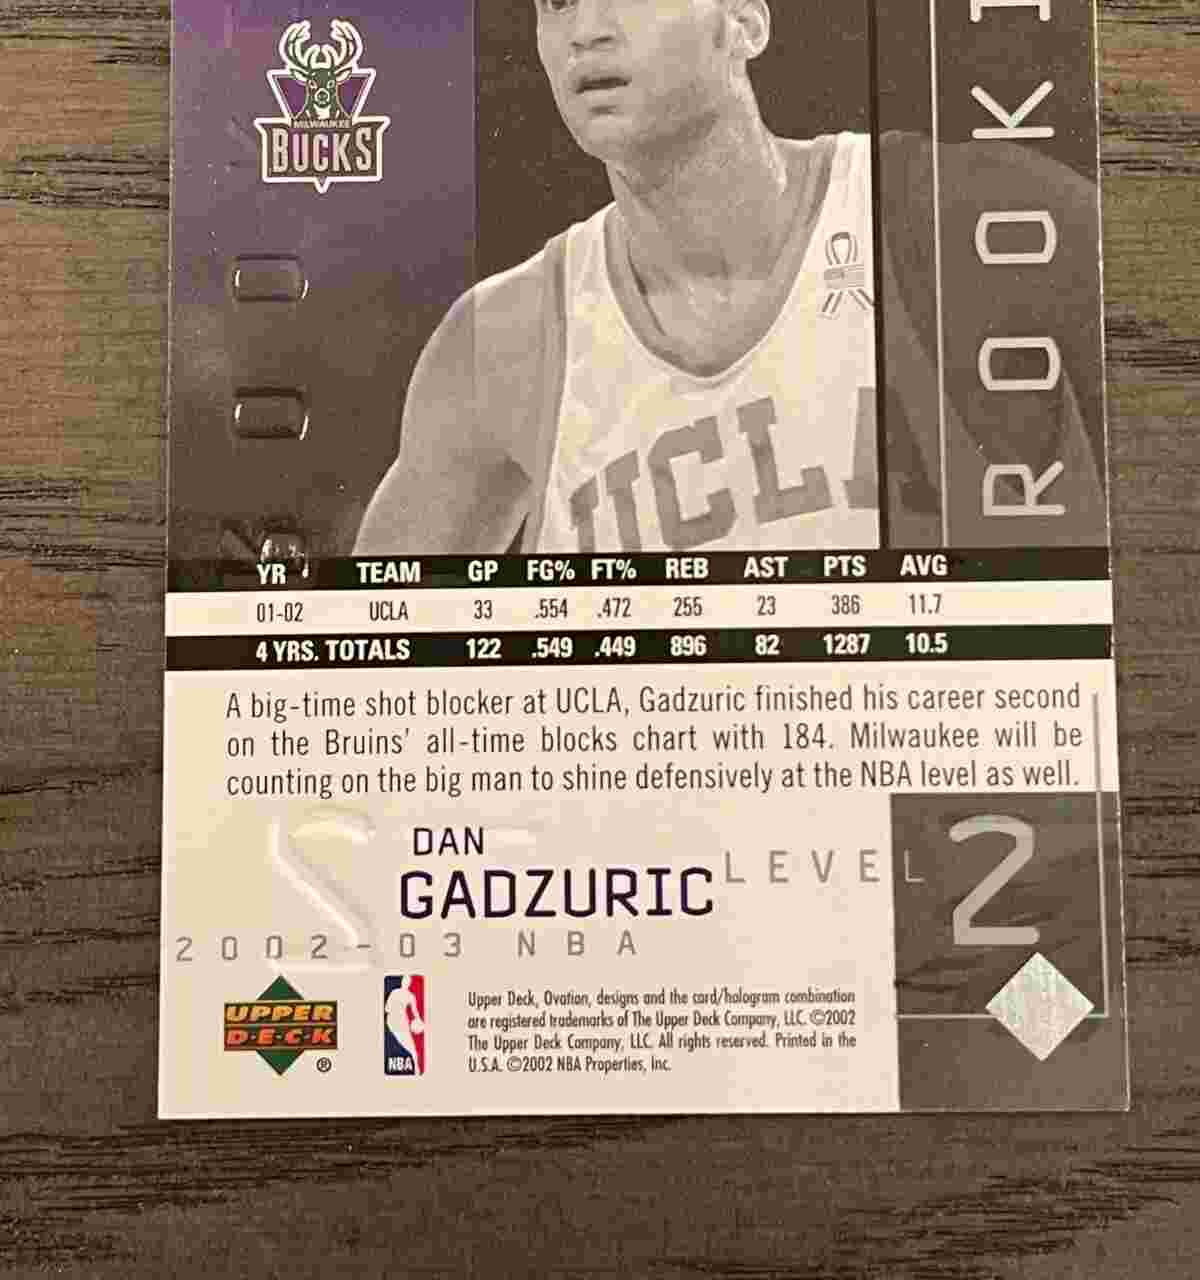 MILWAUKEE
BUCKS
ROOKI
UCLA
YR TEAM GP FG% FT% REB AST PTS AVG
01-02 UCLA 33 .554 .472 255 23 386 11.7
4 YRS. TOTALS 122 .549 .449 896 82 1287 10.5
A big-time shot blocker at UCLA, Gadzuric finished his career second
on the Bruins' all-time blocks chart with 184. Milwaukee will be
counting on the big man to shine defensively at the NBA level as well.
DAN
GADZURIC
LEVEL 2
2002-03 NBA
UPPER
D·E·C·K
®
NBA
Upper Deck, Ovation, designs and the card/hologram combination
are registered trademarks of The Upper Deck Company, LLC. ©2002
The Upper Deck Company, LLC. All rights reserved. Printed in the
U.S.A. ©2002 NBA Properties, Inc.